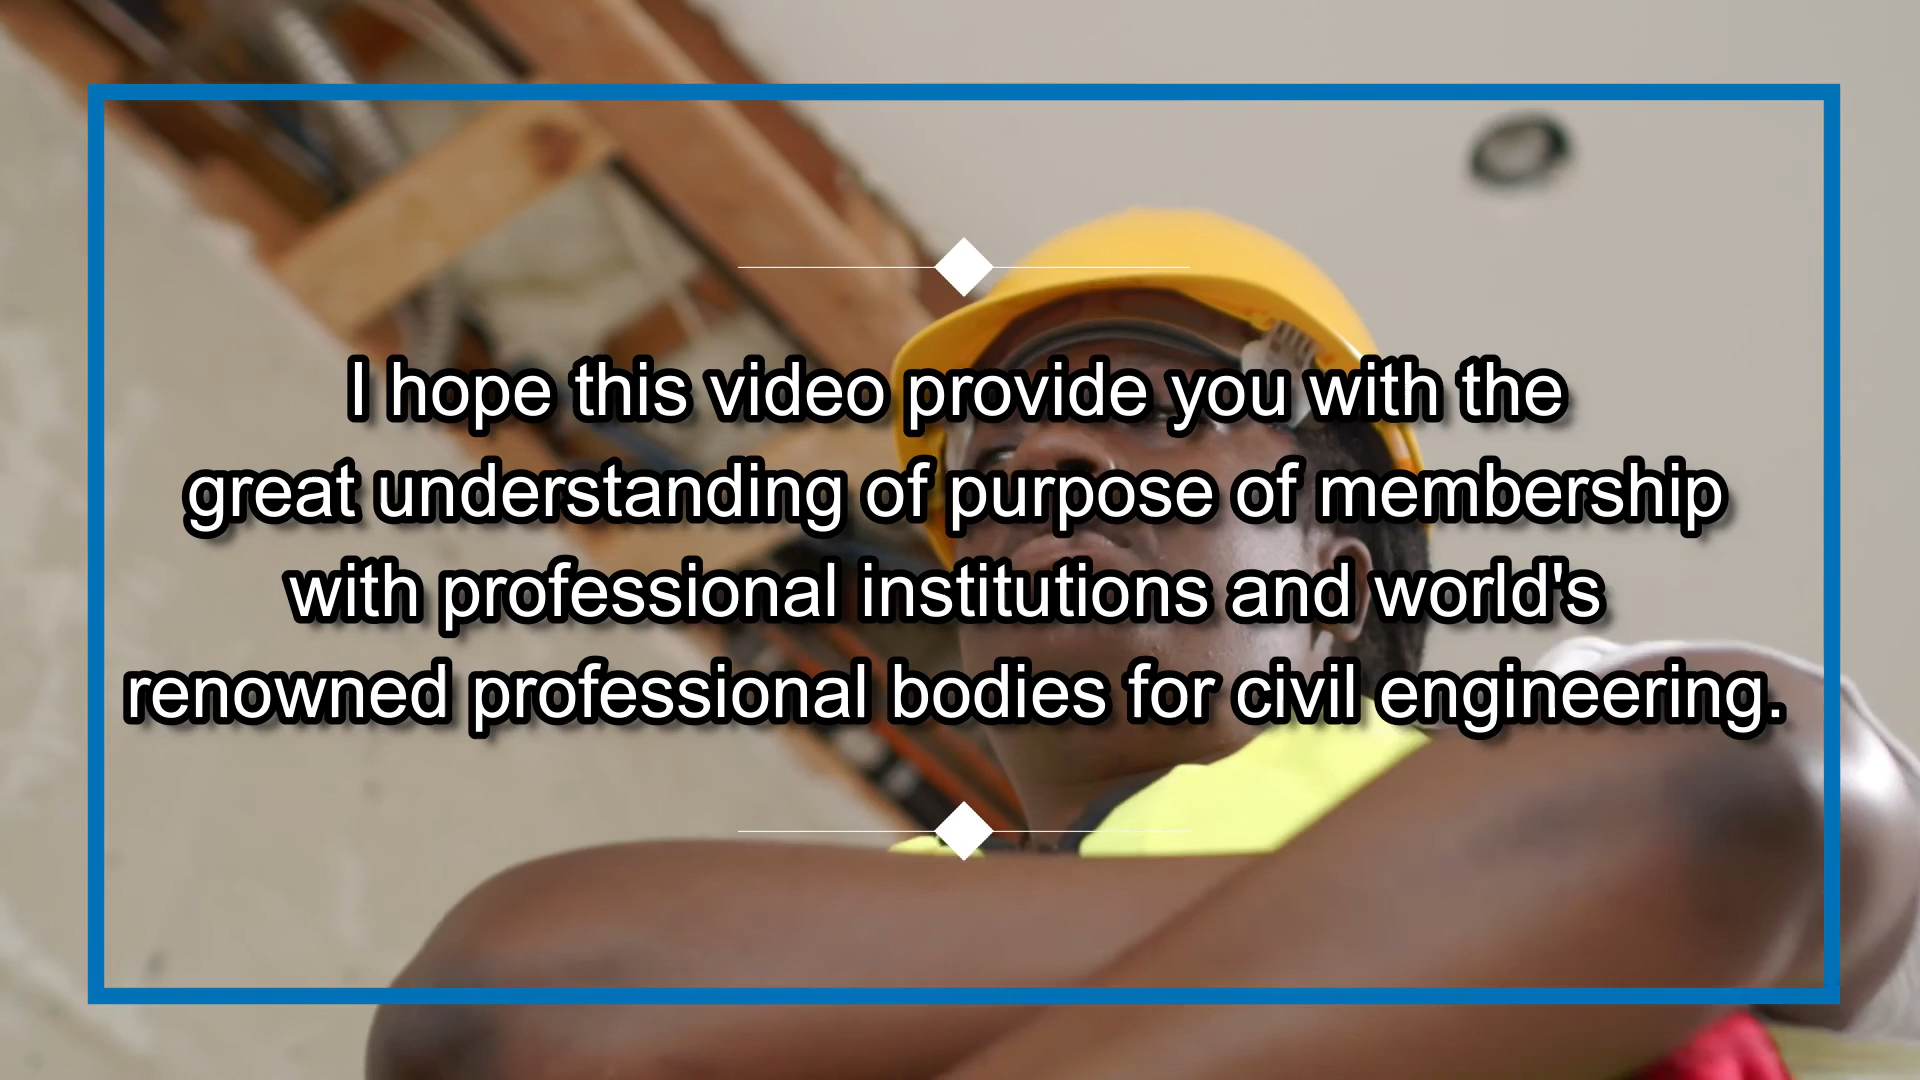 I hope this video provide you with the
great understanding of purpose of membership
with professional institutions and world's
renowned professional bodies for civil engineering.